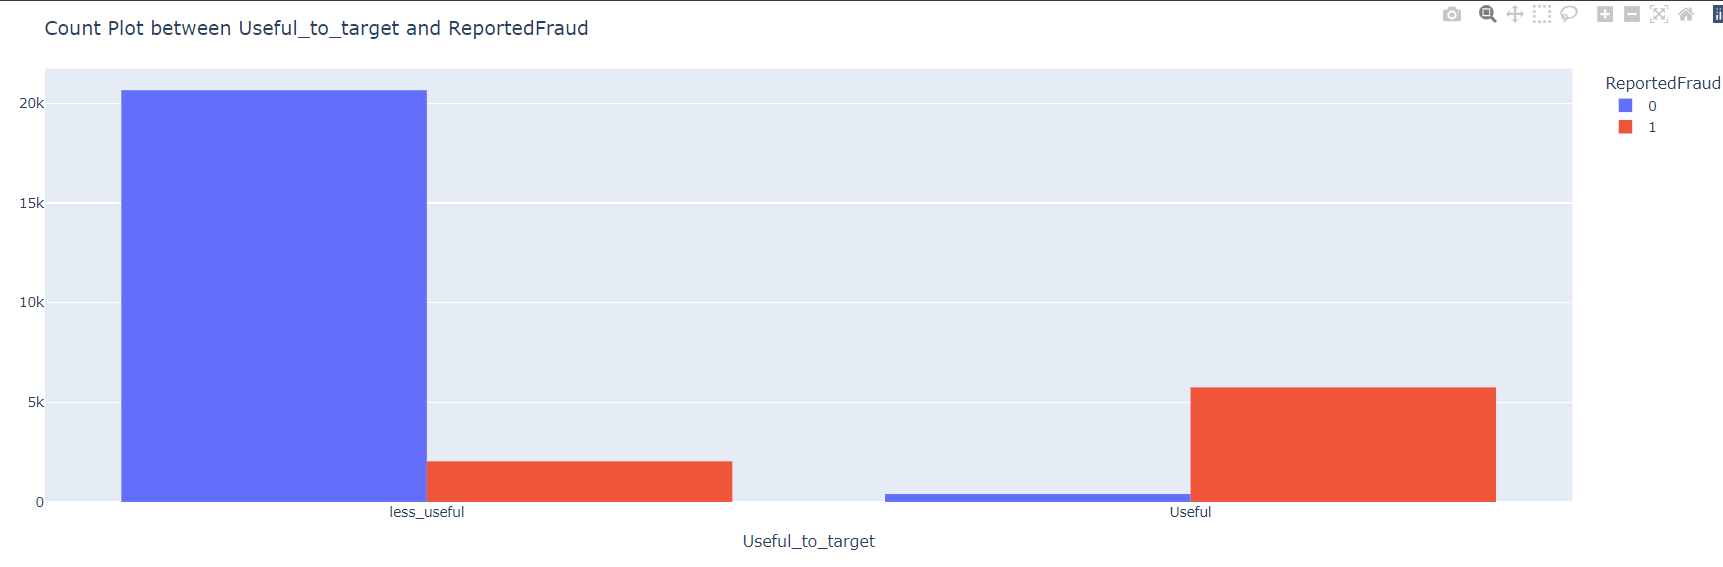 Count Plot between Useful_to_target and ReportedFraud
ReportedFraud
0
1
20k
15k
10k
5k
0
less_useful
Useful
Useful_to_target